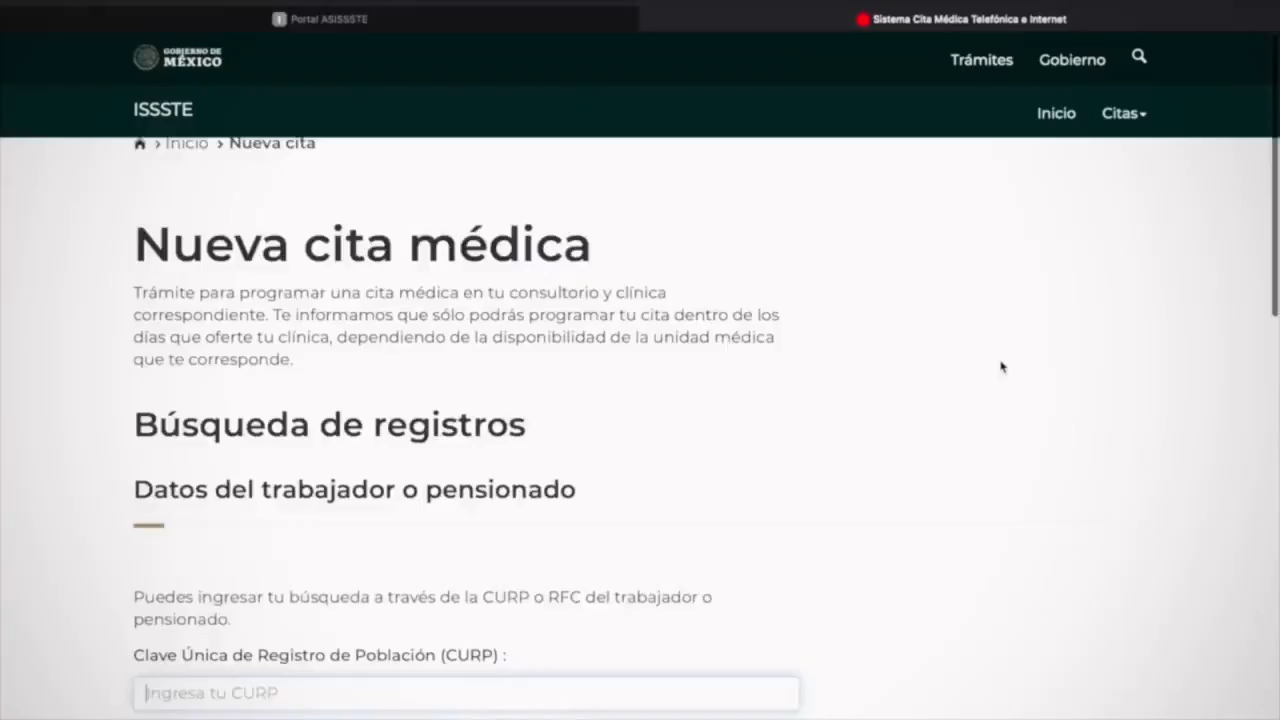 Portal ASISSSTE
Sistema Cita Médica Telefónica e Internet
GOBIERNO DE
MÉXICO
Trámites
Gobierno
ISSSTE
Inicio
Citas
> Inicio > Nueva cita
Nueva cita médica
Trámite para programar una cita médica en tu consultorio y clínica
correspondiente. Te informamos que sólo podrás programar tu cita dentro de los
días que oferte tu clínica, dependiendo de la disponibilidad de la unidad médica
que te corresponde.
Búsqueda de registros
Datos del trabajador o pensionado
Puedes ingresar tu búsqueda a través de la CURP o RFC del trabajador o
pensionado.
Clave Única de Registro de Población (CURP) :
Ingresa tu CURP